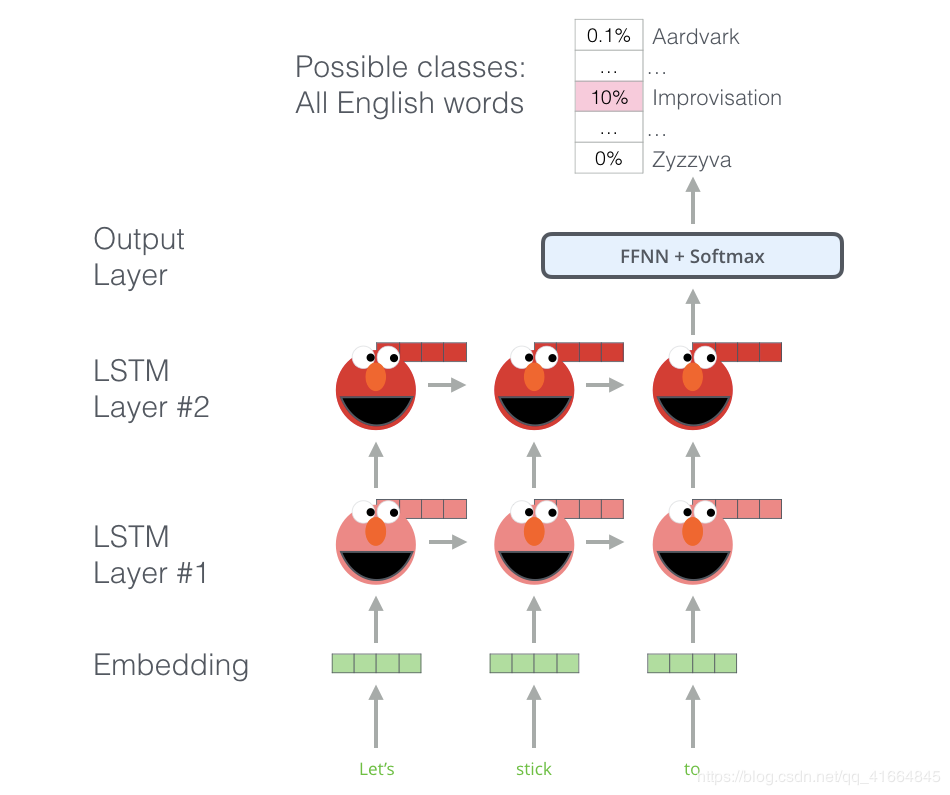 0.1% Aardvark
Possible classes:
... ...
All English words
10% Improvisation
... ...
0% Zyzzyva
Output
Layer
FFNN + Softmax
LSTM
Layer #2
LSTM
Layer #1
Embedding
Let's stick to
https://blog.csdn.net/qq_41664845